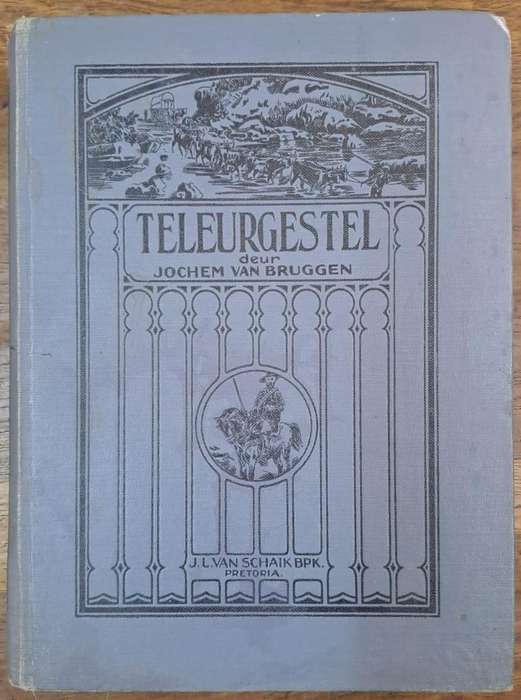 TELEURGESTEL
deur
JOCHEM VAN BRUGGEN
J. L. VAN SCHAIK BPK.
PRETORIA.